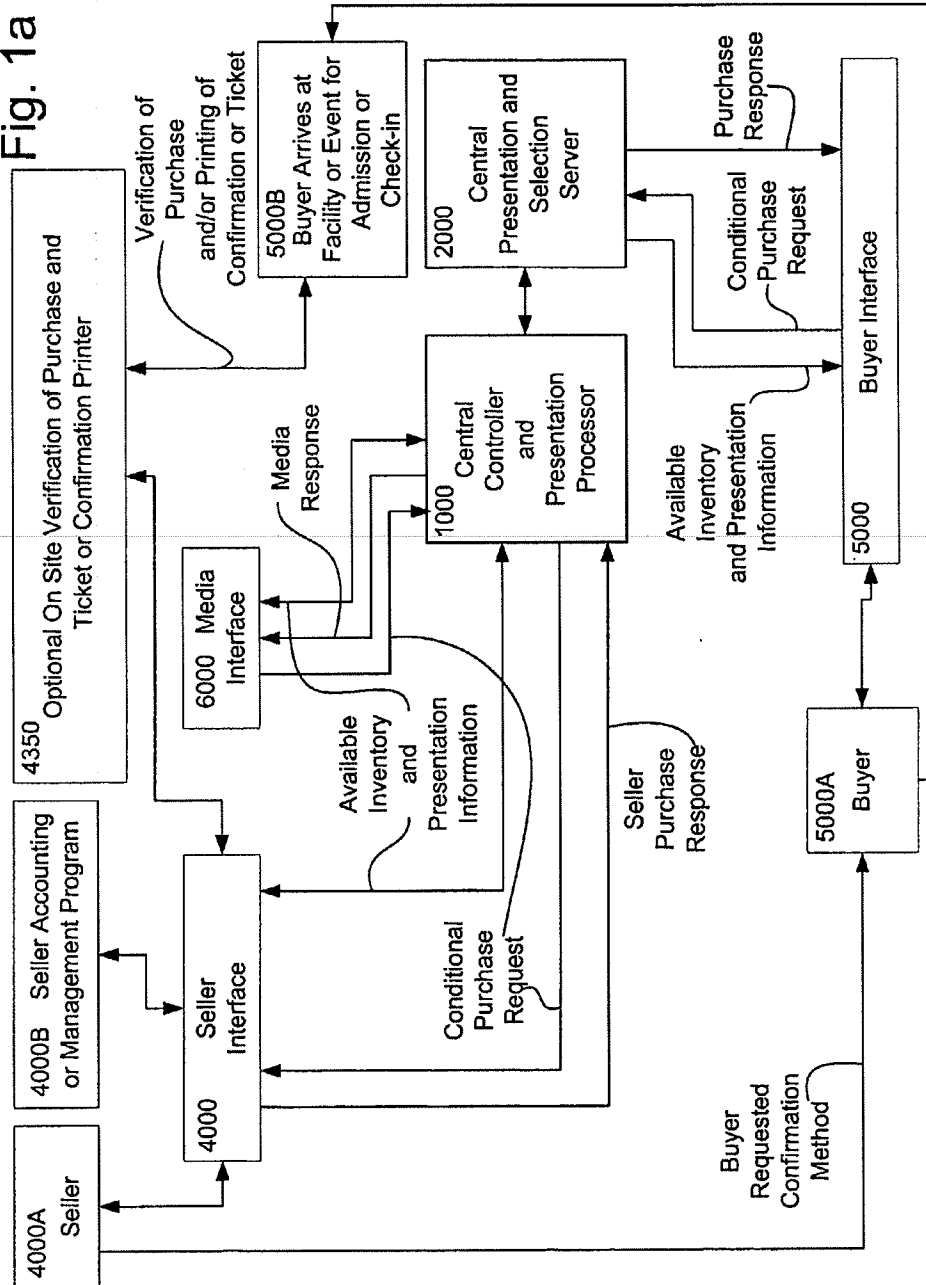 Fig. 1a
4350
Optional On Site Verification of Purchase and
Ticket or Confirmation Printer
4000A
Seller
4000B Seller Accounting
or Management Program
4000
Seller
Interface
6000 Media
Interface
Verification of
Purchase
and/or Printing of
Confirmation or Ticket
5000B
Buyer Arrives at
Facility or Event for
Admission or
Check-in
Media
Response
Available
Inventory
and
Presentation
Information
1000
Central
Controller
and
Presentation
Processor
2000
Central
Presentation and
Selection
Server
Conditional
Purchase
Request
Seller
Purchase
Response
Available
Inventory
and Presentation
Information
Conditional
Purchase
Request
Purchase
Response
Buyer
Requested
Confirmation
Method
5000A
Buyer
5000
Buyer Interface